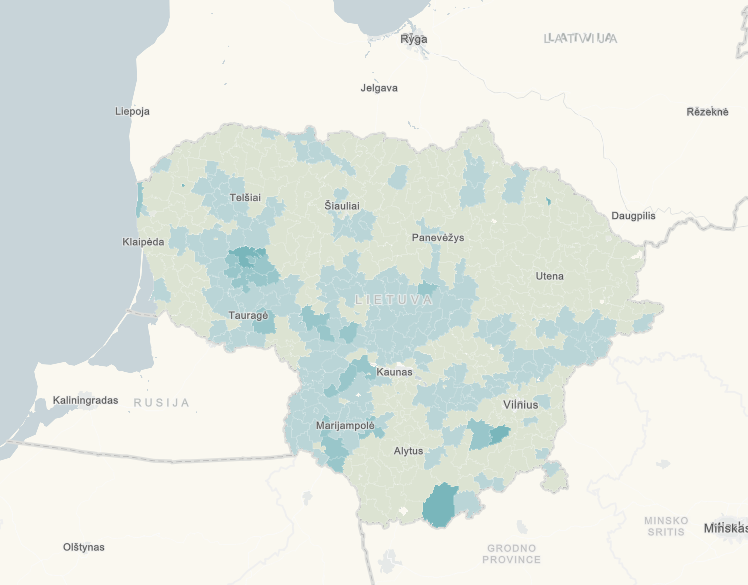 Ryga
LATVIJA
Jelgava
Liepoja
Rėzeknė
Telšiai
Šiauliai
Daugpilis
Klaipėda
Panevėžys
Utena
LIETUVA
Tauragė
Kaunas
Kaliningradas
RUSIJA
Vilnius
Marijampolė
Alytus
MINSKO
SRITIS
Minskas
Olštynas
GRODNO
PROVINCE